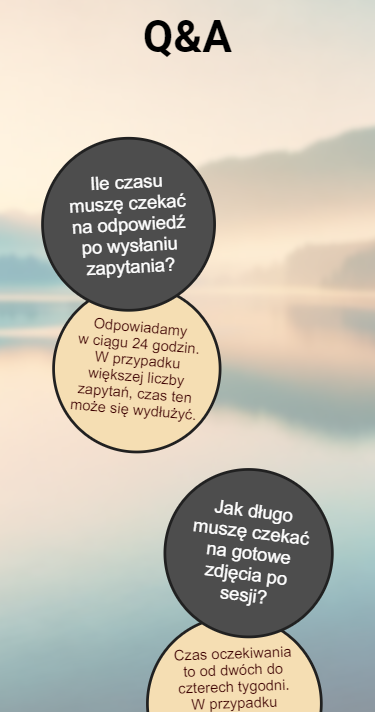 Q&A
Ile czasu
muszę czekać
na odpowiedź
po wysłaniu
zapytania?
Odpowiadamy
w ciągu 24 godzin.
W przypadku
większej liczby
zapytań, czas ten
może się wydłużyć.
Jak długo
muszę czekać
na gotowe
zdjęcia po
sesji?
Czas oczekiwania
to od dwóch do
czterech tygodni.
W przypadku